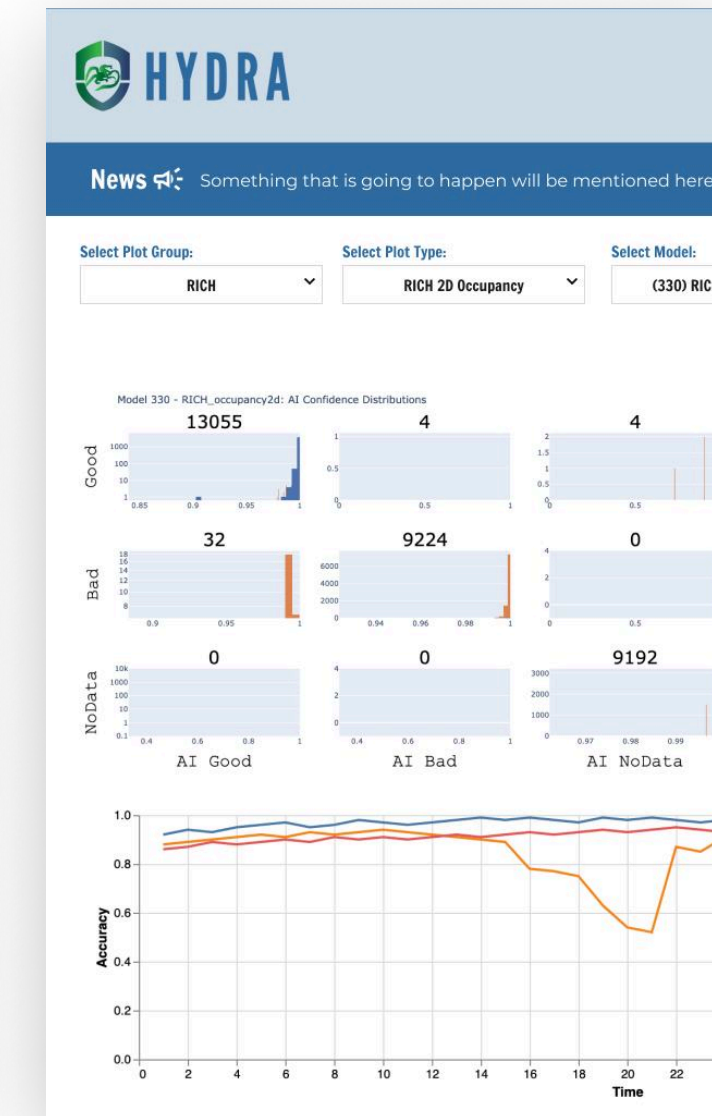 HYDRA
News Something that is going to happen will be mentioned here
Select Plot Group: Select Plot Type: Select Model:
RICH RICH 2D Occupancy (330) RIC
Model 330 - RICH_occupancy2d: AI Confidence Distributions
13055 4 4
Good
1000
100
10
1
0.85 0.9 0.95 1
1
0.5
0
0 0.5 1
2
1.5
1
0.5
0
0 0.5
32 9224 0
Bad
18
16
14
12
10
8
0.9 0.95 1
6000
4000
2000
0
0.94 0.96 0.98 1
4
2
0
0 0.5
0 0 9192
NoData
10k
1000
100
10
1
0.1
0.4 0.6 0.8 1
4
2
0
0.4 0.6 0.8 1
3000
2000
1000
0
0.97 0.98 0.99
AI Good AI Bad AI NoData
Accuracy
1.0
0.8
0.6
0.4
0.2
0.0
0 2 4 6 8 10 12 14 16 18 20 22
Time